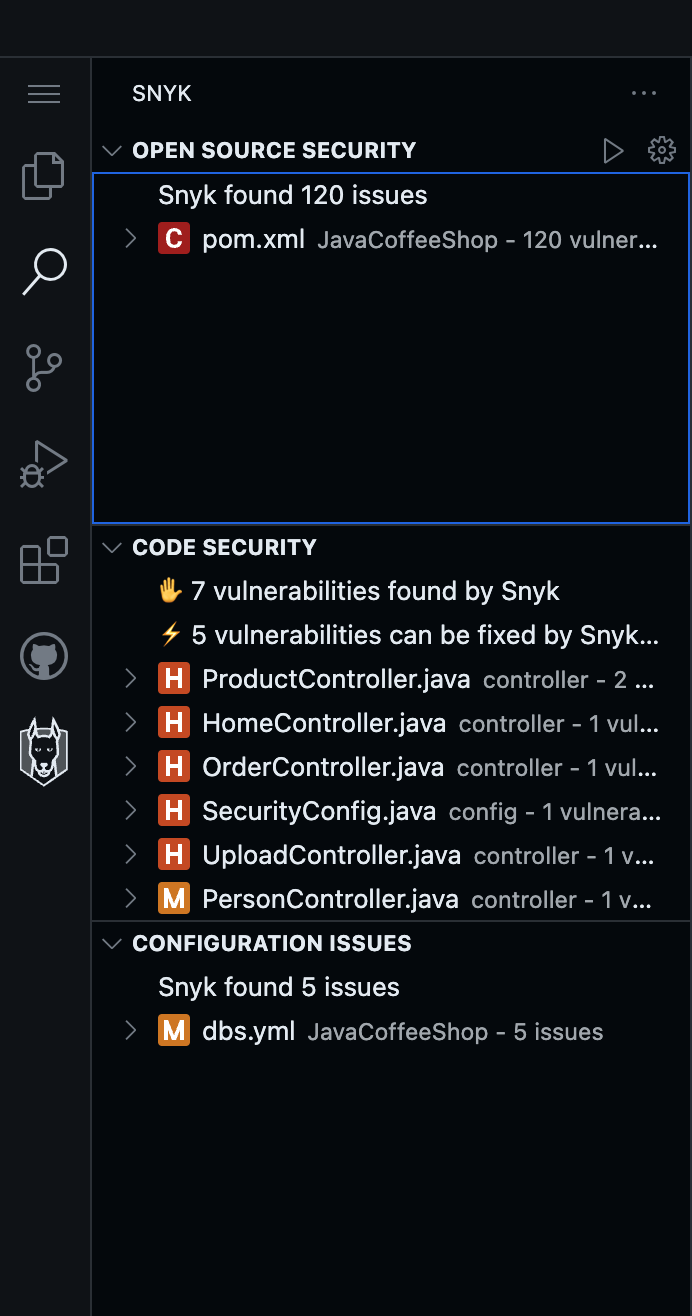 SNYK
OPEN SOURCE SECURITY
Snyk found 120 issues
C pom.xml JavaCoffeeShop - 120 vulner...
CODE SECURITY
🖐 7 vulnerabilities found by Snyk
⚡ 5 vulnerabilities can be fixed by Snyk...
H ProductController.java controller - 2 ...
H HomeController.java controller - 1 vul...
H OrderController.java controller - 1 vul...
H SecurityConfig.java config - 1 vulnera...
H UploadController.java controller - 1 v...
M PersonController.java controller - 1 v...
CONFIGURATION ISSUES
Snyk found 5 issues
M dbs.yml JavaCoffeeShop - 5 issues